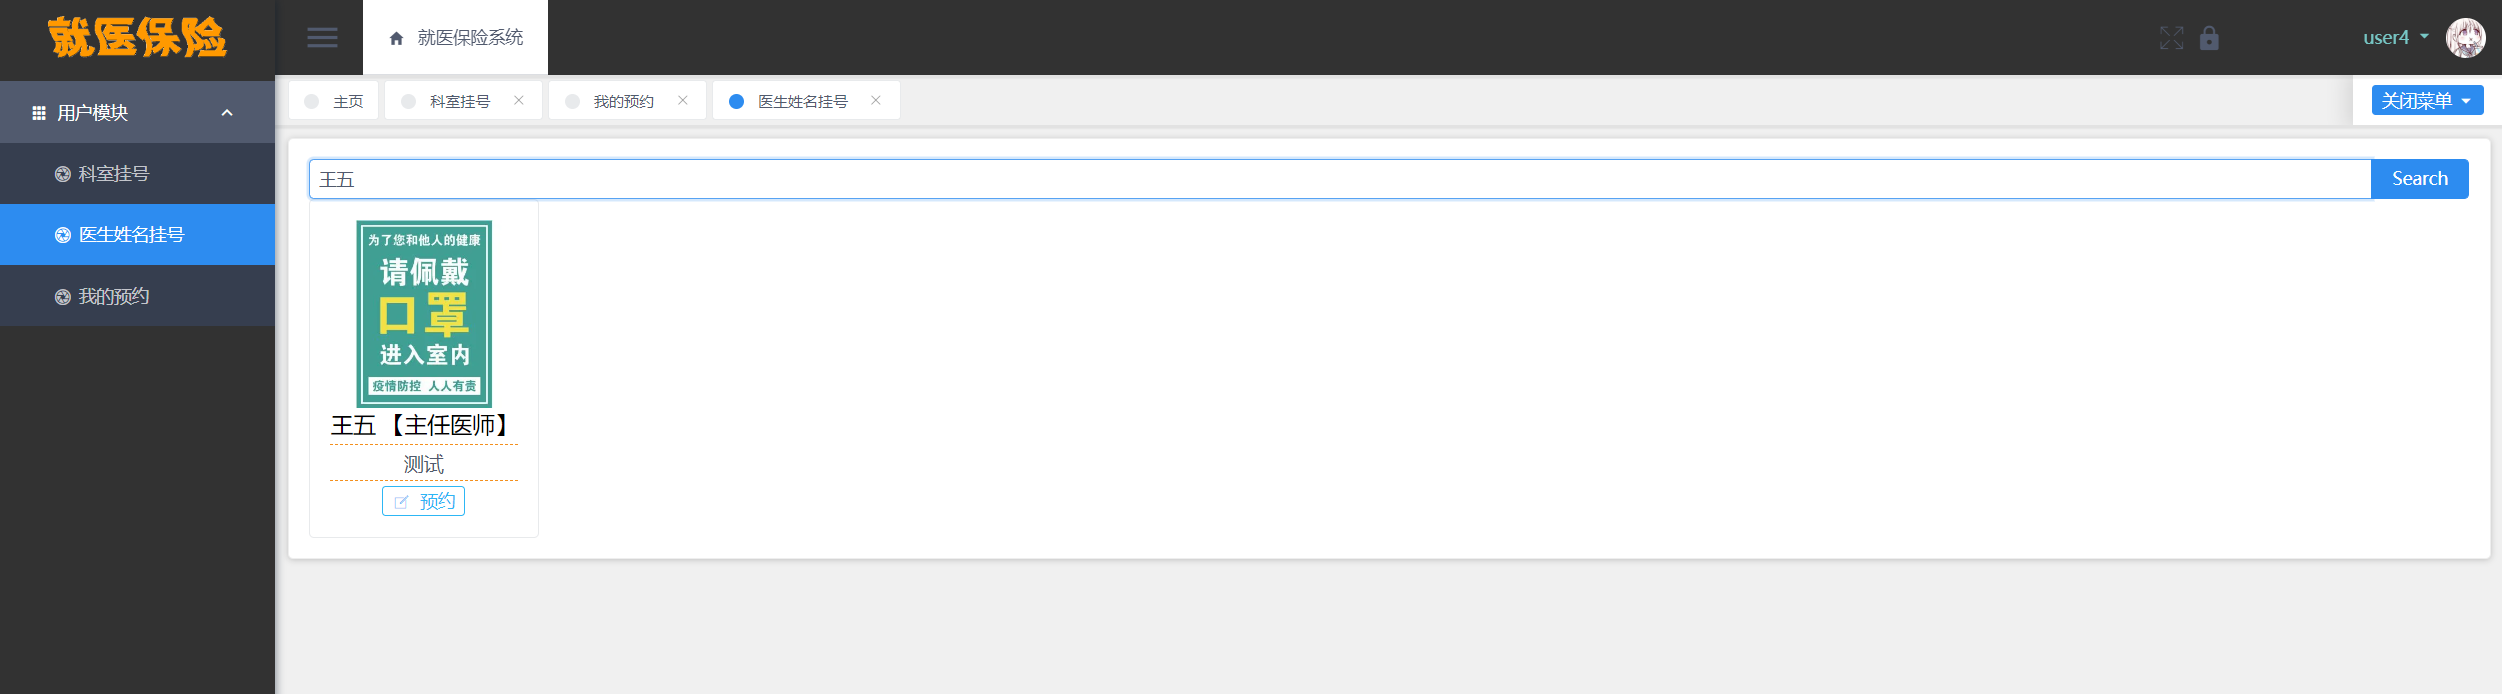 就医保险
就医保险系统
user4
用户模块
科室挂号
医生姓名挂号
我的预约
主页
科室挂号
我的预约
医生姓名挂号
关闭菜单
王五
Search
为了您和他人的健康
请佩戴
口罩
进入室内
疫情防控 人人有责
王五 【主任医师】
测试
预约